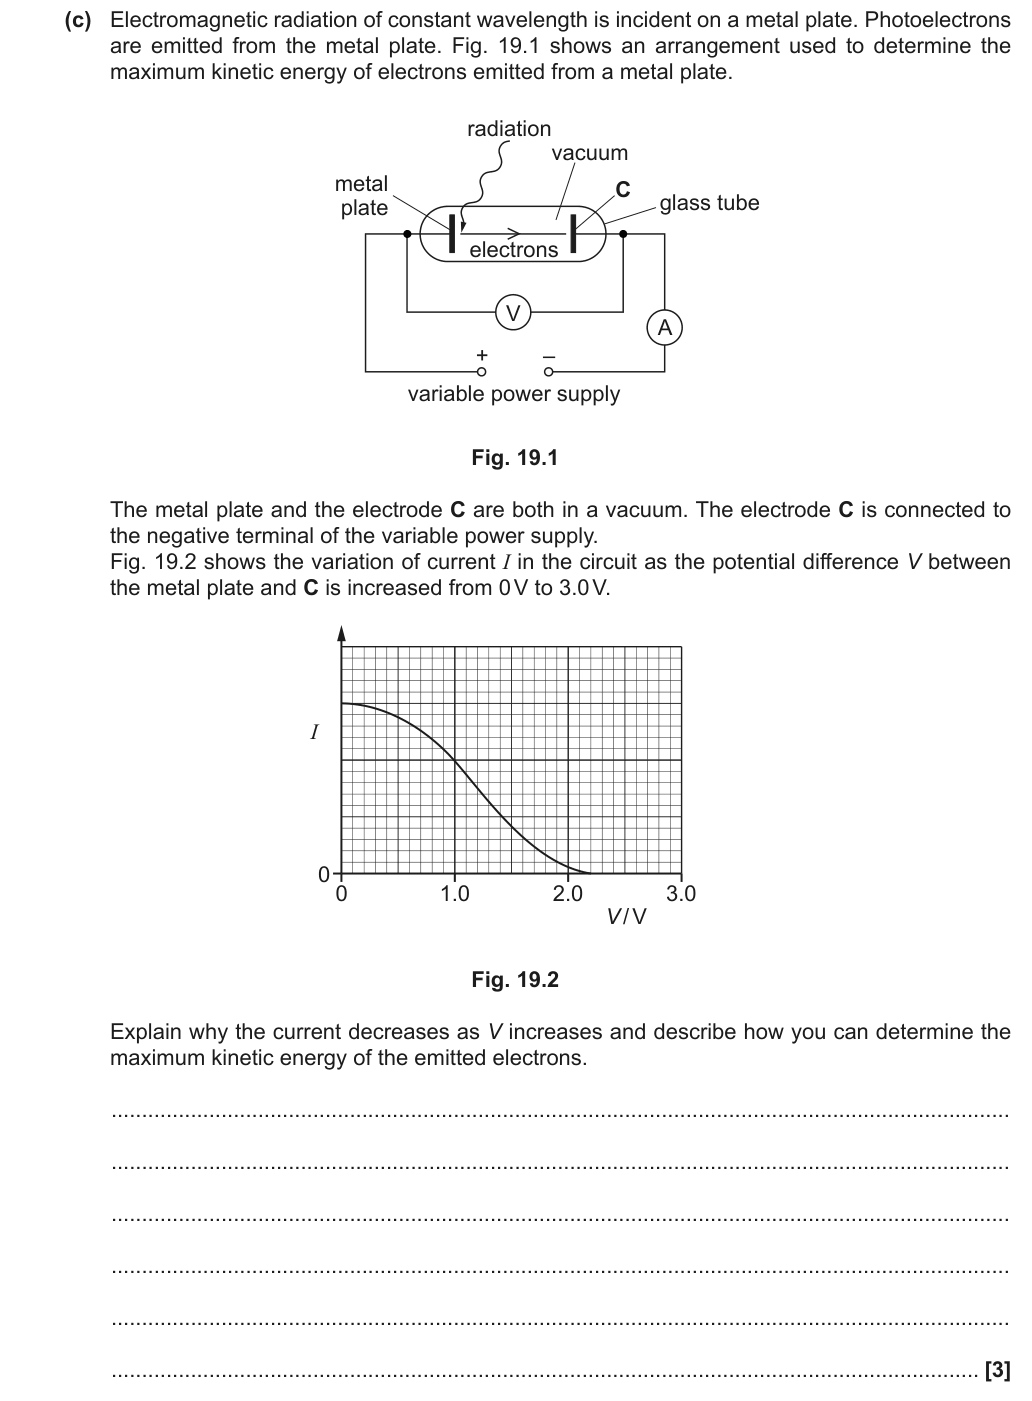 (c) Electromagnetic radiation of constant wavelength is incident on a metal plate. Photoelectrons
are emitted from the metal plate. Fig. 19.1 shows an arrangement used to determine the
maximum kinetic energy of electrons emitted from a metal plate.
radiation
vacuum
metal
plate
C
glass tube
electrons
V
A
+ –
variable power supply
Fig. 19.1
The metal plate and the electrode C are both in a vacuum. The electrode C is connected to
the negative terminal of the variable power supply.
Fig. 19.2 shows the variation of current I in the circuit as the potential difference V between
the metal plate and C is increased from 0 V to 3.0 V.
I
0
0 1.0 2.0 3.0
V/V
Fig. 19.2
Explain why the current decreases as V increases and describe how you can determine the
maximum kinetic energy of the emitted electrons.
[3]